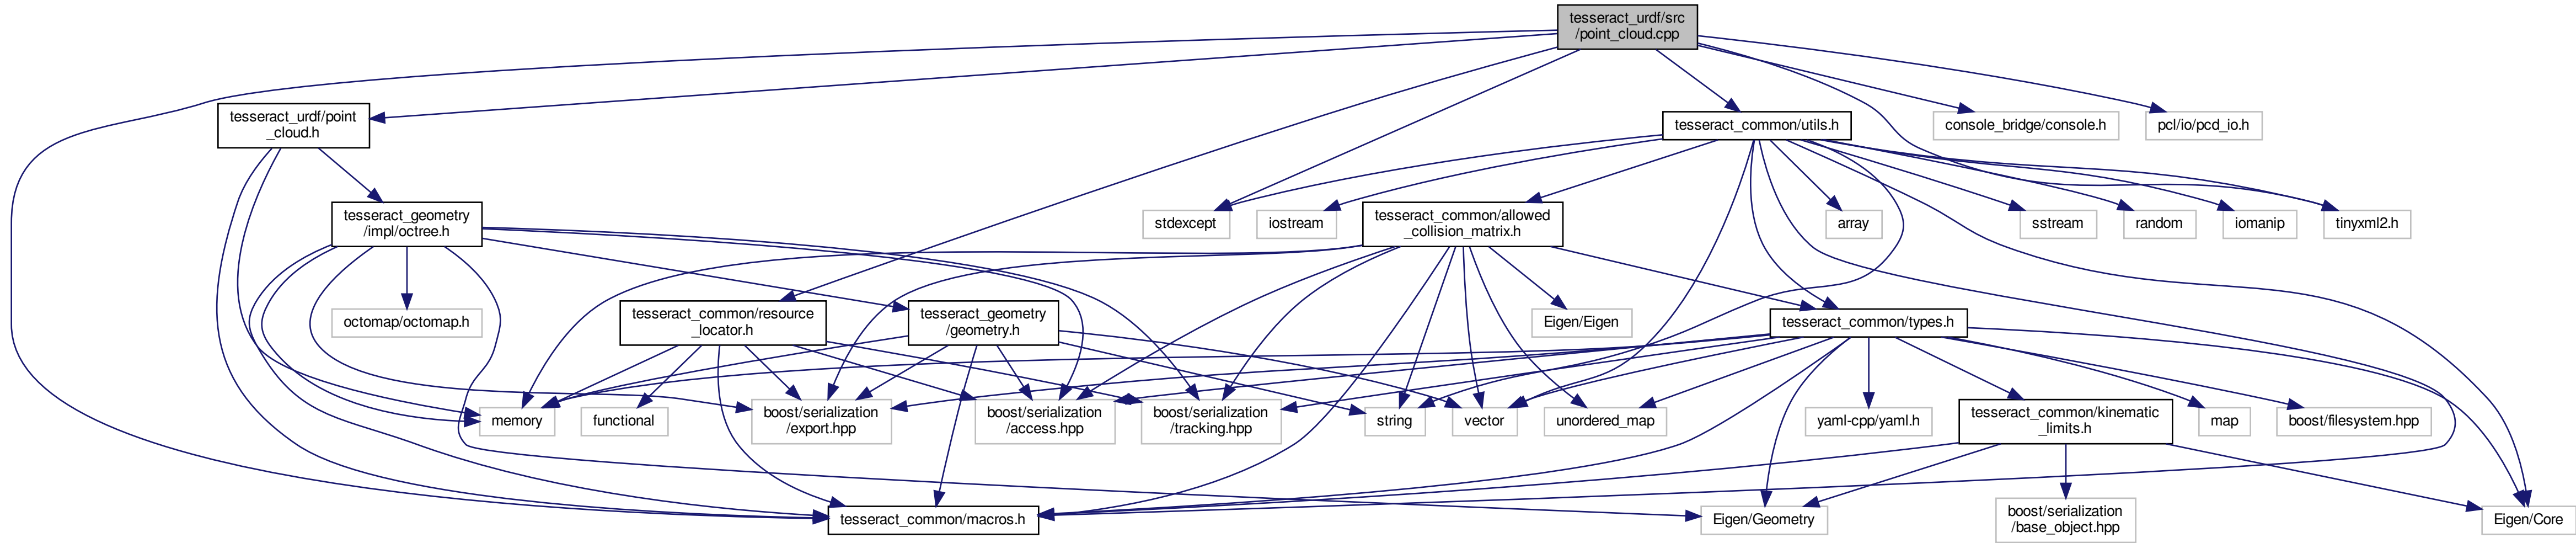 tesseract_urdf/src
/point_cloud.cpp
tesseract_urdf/point
_cloud.h
tesseract_common/utils.h
console_bridge/console.h
pcl/io/pcd_io.h
tesseract_geometry
/impl/octree.h
stdexcept
iostream
tesseract_common/allowed
_collision_matrix.h
array
sstream
random
iomanip
tinyxml2.h
octomap/octomap.h
tesseract_common/resource
_locator.h
tesseract_geometry
/geometry.h
Eigen/Eigen
tesseract_common/types.h
memory
functional
boost/serialization
/export.hpp
boost/serialization
/access.hpp
boost/serialization
/tracking.hpp
string
vector
unordered_map
yaml-cpp/yaml.h
tesseract_common/kinematic
_limits.h
map
boost/filesystem.hpp
tesseract_common/macros.h
Eigen/Geometry
boost/serialization
/base_object.hpp
Eigen/Core